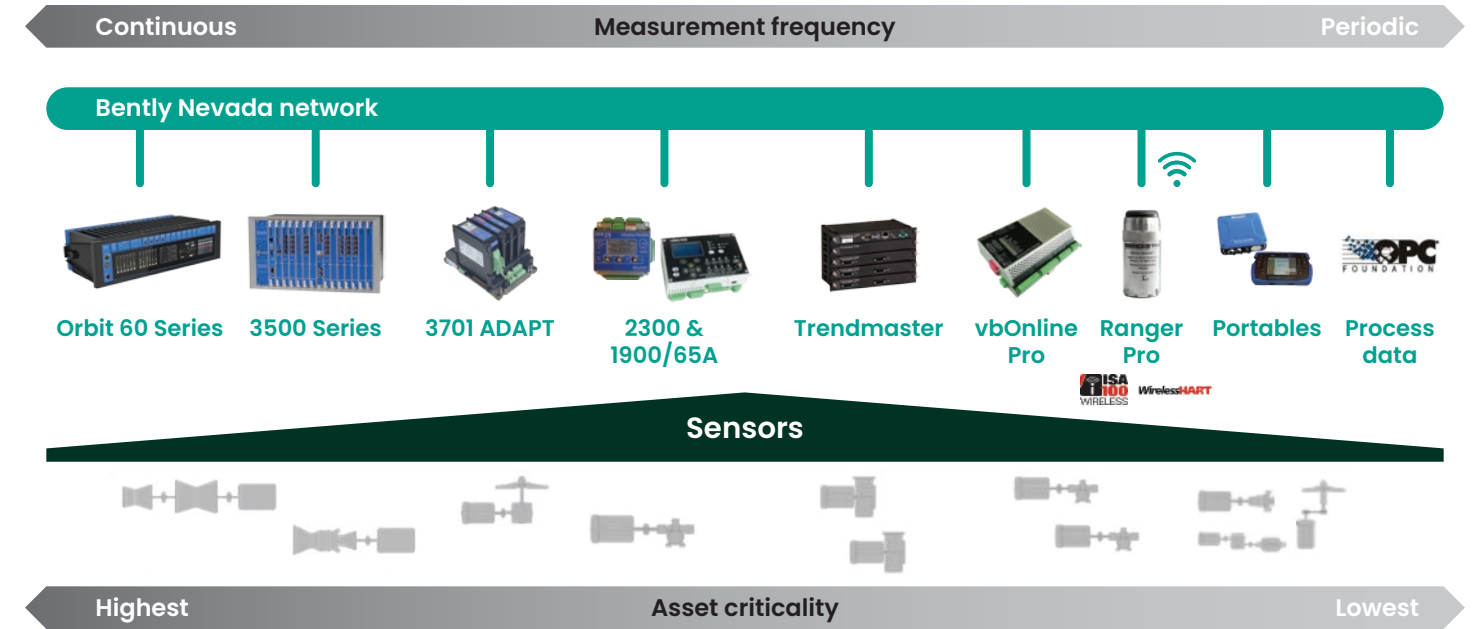 Continuous
Measurement frequency
Periodic
Bently Nevada network
OPC
FOUNDATION
Orbit 60 Series
3500 Series
3701 ADAPT
2300 &
1900/65A
Trendmaster
vbOnline
Pro
Ranger
Pro
Portables
Process
data
ISA
100
WIRELESS
WirelessHART
Sensors
Highest
Asset criticality
Lowest